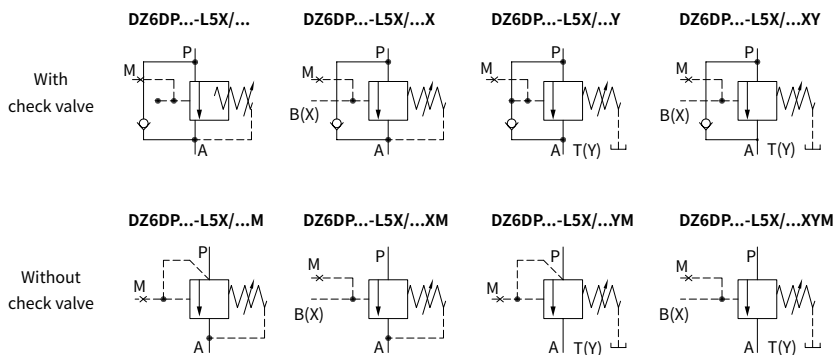 DZ6DP...-L5X/... DZ6DP...-L5X/...X DZ6DP...-L5X/...Y DZ6DP...-L5X/...XY
With
check valve
P P P P
M M M M
B(X) B(X)
A A A T(Y) A T(Y)
DZ6DP...-L5X/...M DZ6DP...-L5X/...XM DZ6DP...-L5X/...YM DZ6DP...-L5X/...XYM
Without
check valve
P P P P
M M M M
B(X) B(X)
A A A T(Y) A T(Y)